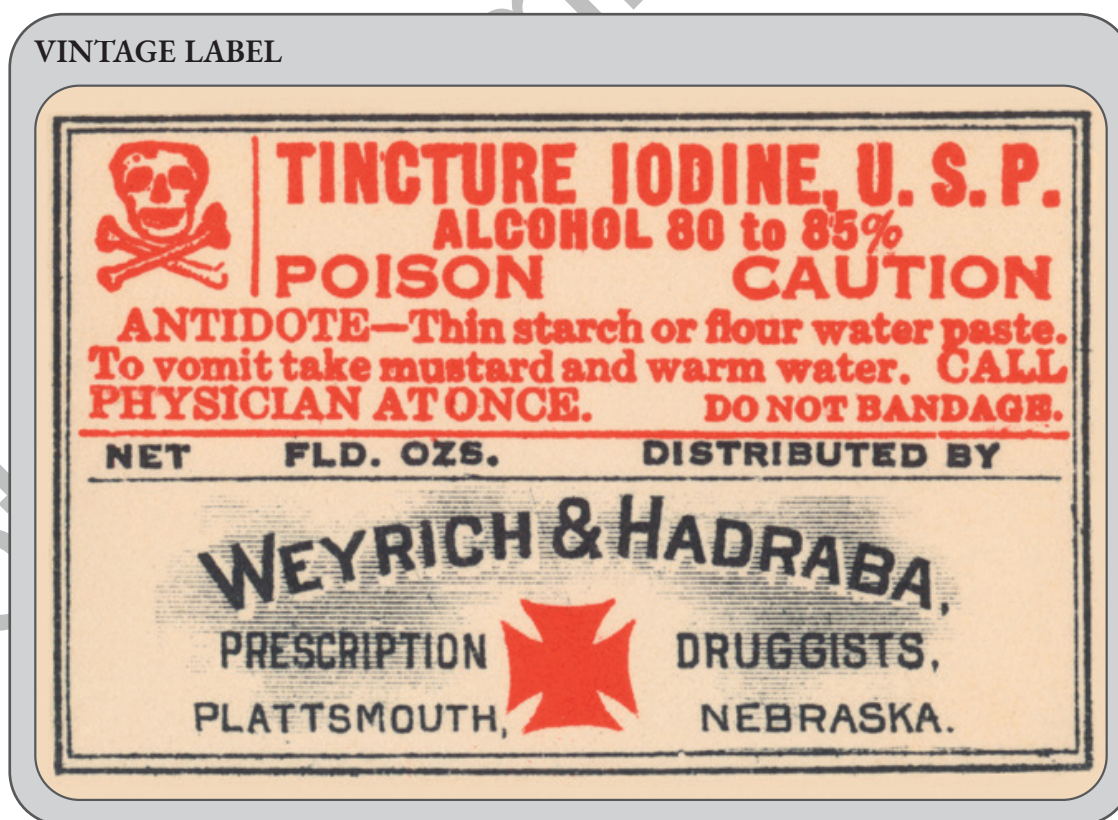 VINTAGE LABEL
TINCTURE IODINE, U. S. P.
ALCOHOL 80 to 85%
POISON CAUTION
ANTIDOTE—Thin starch or flour water paste.
To vomit take mustard and warm water. CALL
PHYSICIAN AT ONCE. DO NOT BANDAGE.
NET FLD. OZS. DISTRIBUTED BY
WEYRICH & HADRABA,
PRESCRIPTION DRUGGISTS,
PLATTSMOUTH, NEBRASKA.